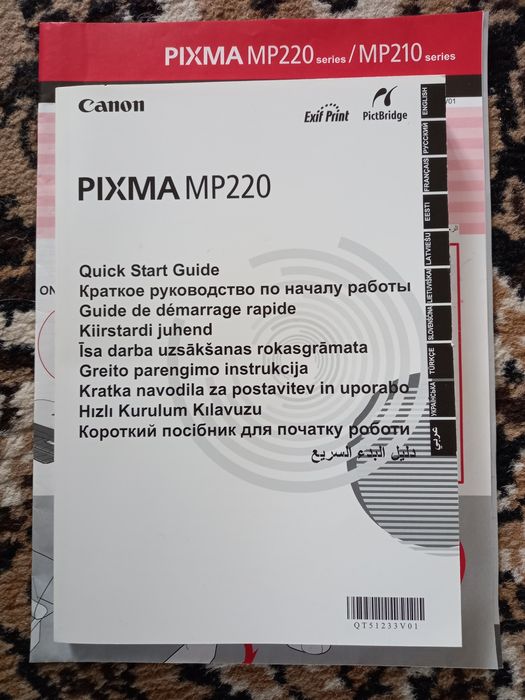 PIXMA MP220 series / MP210 series
Canon
Exif Print
PictBridge
V01
PIXMA MP220
Quick Start Guide
Краткое руководство по началу работы
Guide de démarrage rapide
Kiirstardi juhend
Īsa darba uzsākšanas rokasgrāmata
Greito parengimo instrukcija
Kratka navodila za postavitev in uporabo
Hızlı Kurulum Kılavuzu
Короткий посібник для початку роботи
دليل البدء السريع
ENGLISH
РУССКИЙ
FRANÇAIS
EESTI
LATVIEŠU
LIETUVIŠKAI
SLOVENŠČINA
TÜRKÇE
УКРАЇНСЬКА
عربي
ON
QT51233V01